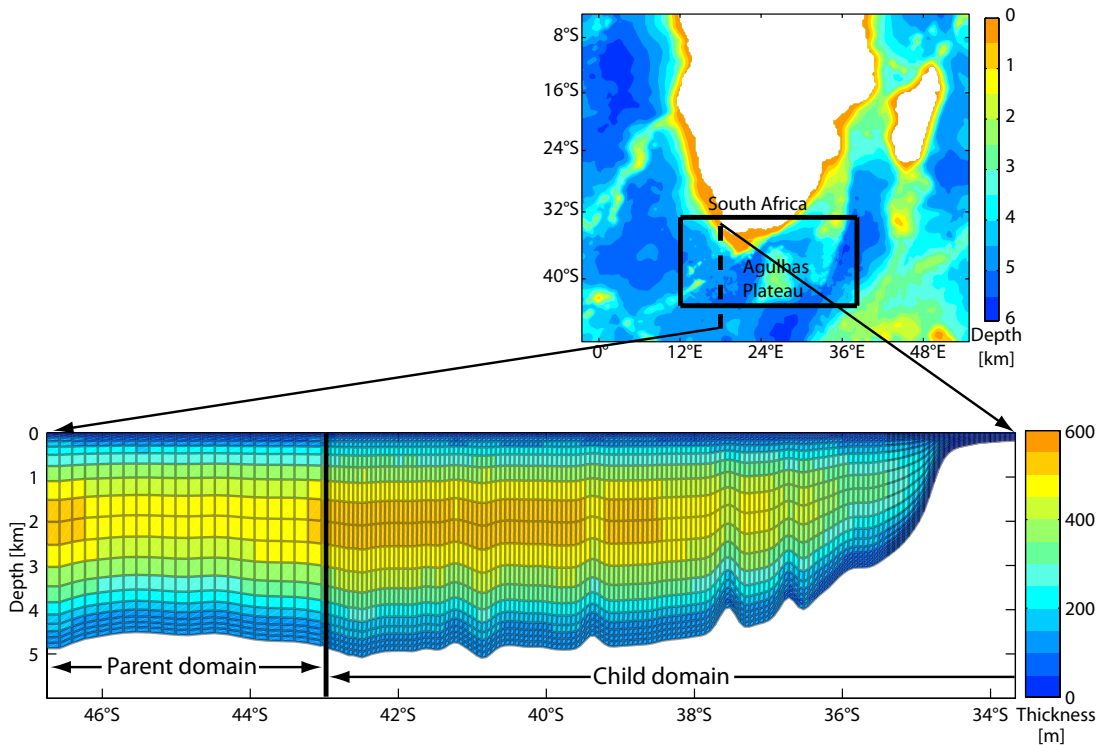 8°S
16°S
24°S
32°S
40°S
South Africa
Agulhas
Plateau
0°
12°E
24°E
36°E
48°E
0
1
2
3
4
5
6
Depth
[km]
0
1
2
3
4
5
Depth [km]
Parent domain
Child domain
46°S
44°S
42°S
40°S
38°S
36°S
34°S
600
400
200
0
Thickness
[m]